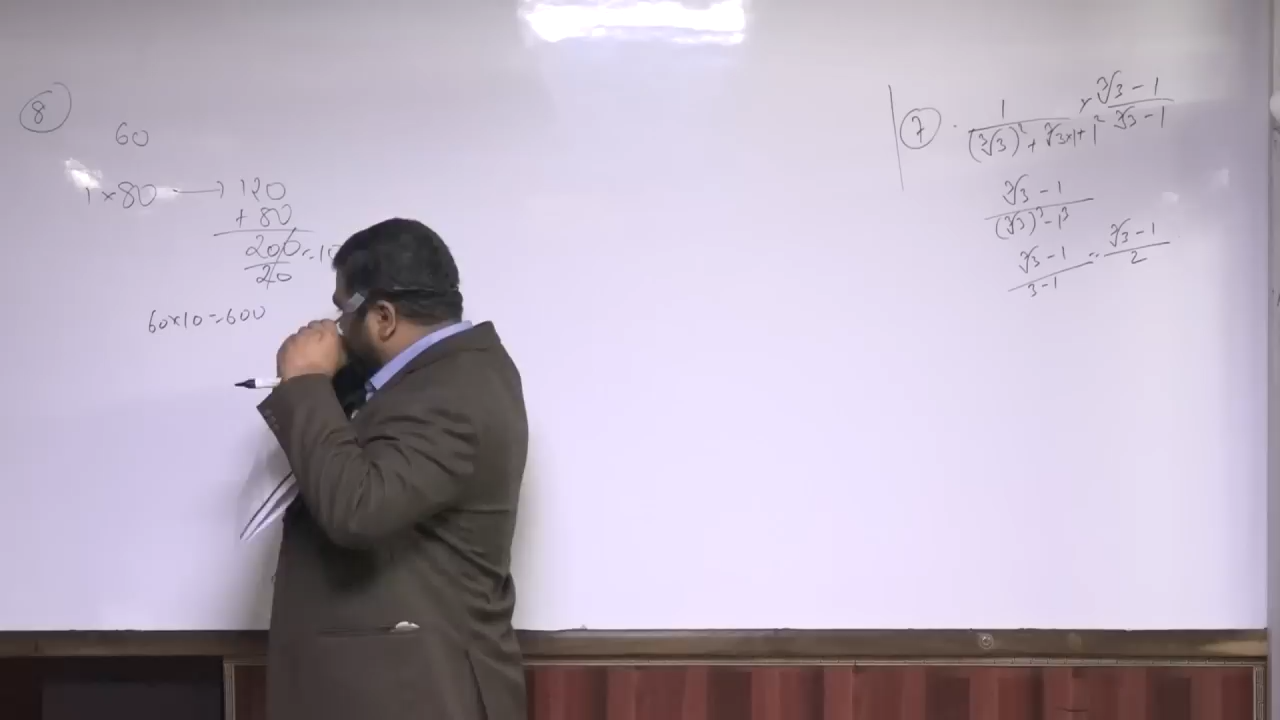 8
60
1 × 80 → 120
+ 80
200
20
60×10=600
7 . 1/((∛3)² + ∛3×1+1²) × (∛3 - 1)/(∛3 - 1)
(∛3 - 1)/((∛3)³ - 1³)
(∛3 - 1)/(3-1) = (∛3 - 1)/2